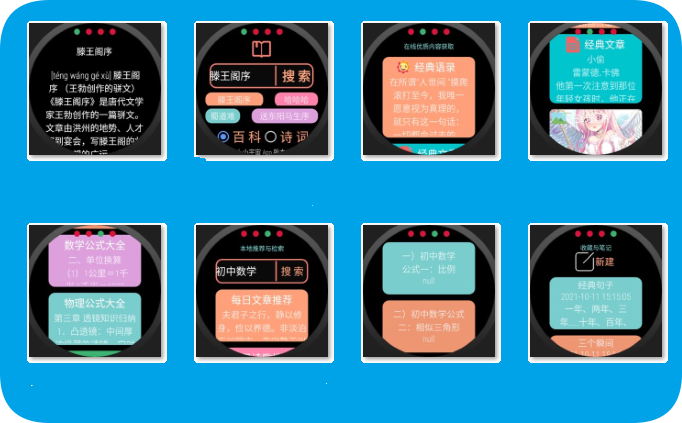 滕王阁序
[téng wáng gé xù] 滕王阁
序 （王勃创作的骈文）
《滕王阁序》是唐代文学
家王勃创作的一篇骈文。
文章由洪州的地势、人才
到宴会，写滕王阁的
滕王阁序
搜索
滕王阁序
哈哈哈
蜀道难
送东阳马生序
百科
诗词
在线优质内容获取
经典语录
在所谓"人世间"摸爬
滚打至今，我唯一
愿意视为真理的，
就只有这一句话：
一切都会过去的
经典文章
经典文章
小偷
雷蒙德.卡佛
他第一次注意到那位
年轻女孩时，他正在
数学公式大全
二、单位换算
（1）1公里＝1千
物理公式大全
第三章 透镜知识归纳
1、凸透镜：中间厚
本地推荐与检索
初中数学
搜索
每日文章推荐
夫君子之行，静以修
身，俭以养德。非淡泊
一）初中数学
公式一：比例
null
二）初中数学公式
二：相似三角形
null
收藏与笔记
新建
经典句子
2021-10-11 15:15:05
一年、两年、三
年....十年、百年、
三个瞬间